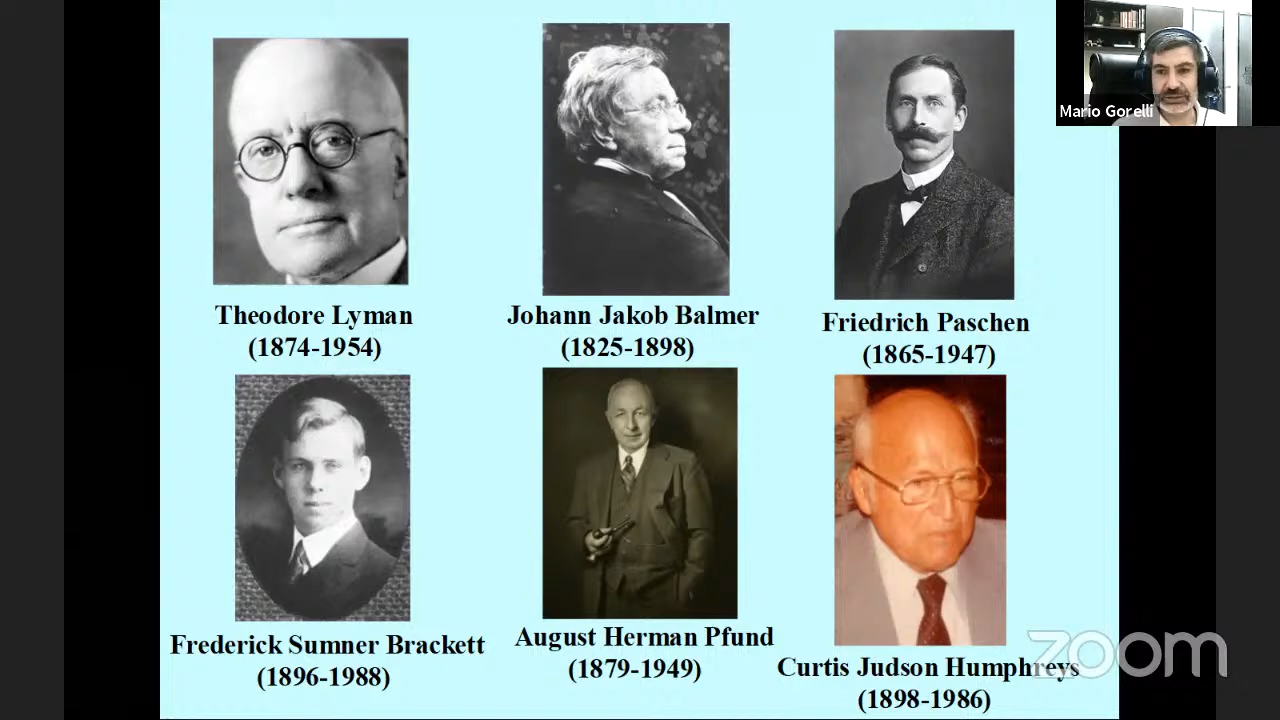 Mario Gorelli
Theodore Lyman
(1874-1954)
Johann Jakob Balmer
(1825-1898)
Friedrich Paschen
(1865-1947)
Frederick Sumner Brackett
(1896-1988)
August Herman Pfund
(1879-1949)
Curtis Judson Humphreys
(1898-1986)
zoom